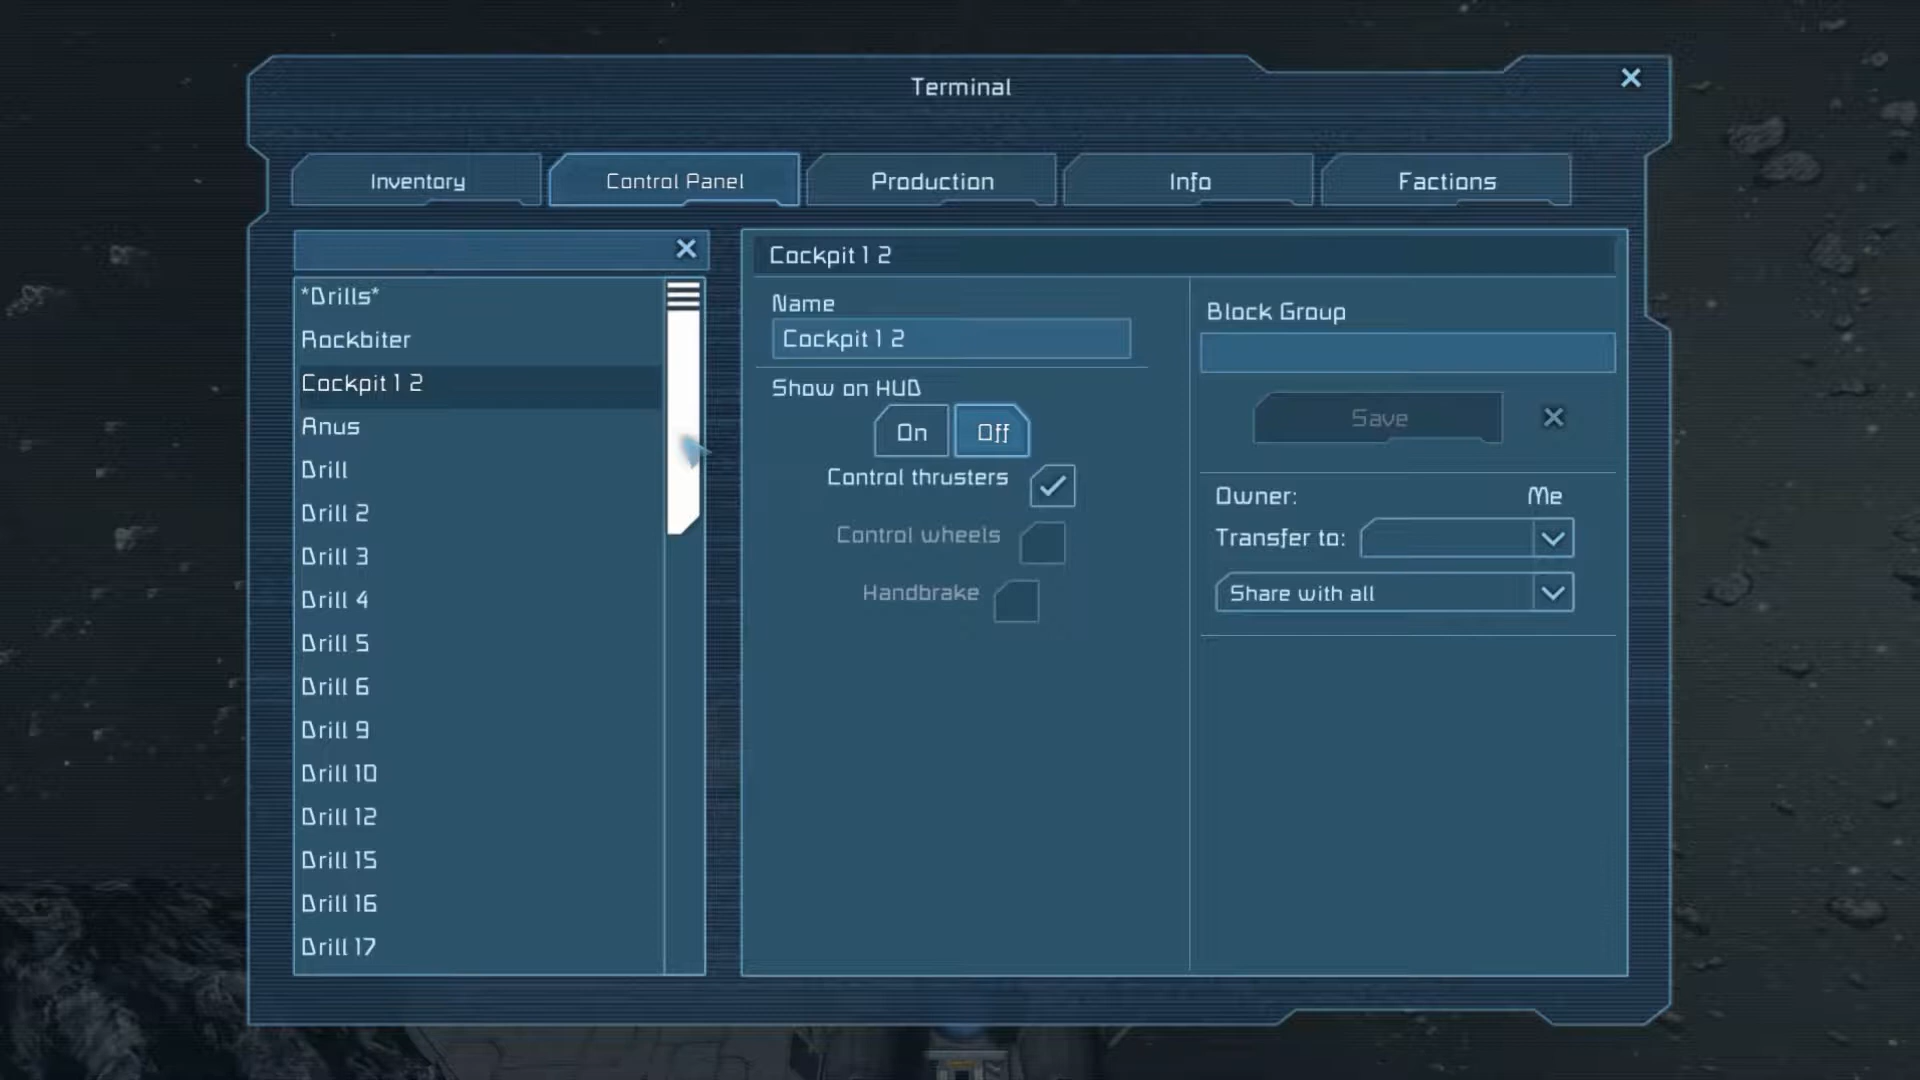 Terminal
Inventory
Control Panel
Production
Info
Factions
*Drills*
Rockbiter
Cockpit 1 2
Anus
Drill
Drill 2
Drill 3
Drill 4
Drill 5
Drill 6
Drill 9
Drill 10
Drill 12
Drill 15
Drill 16
Drill 17
Cockpit 1 2
Name
Cockpit 1 2
Show on HUD
On
Off
Control thrusters
Control wheels
Handbrake
Block Group
Save
Owner: Me
Transfer to:
Share with all